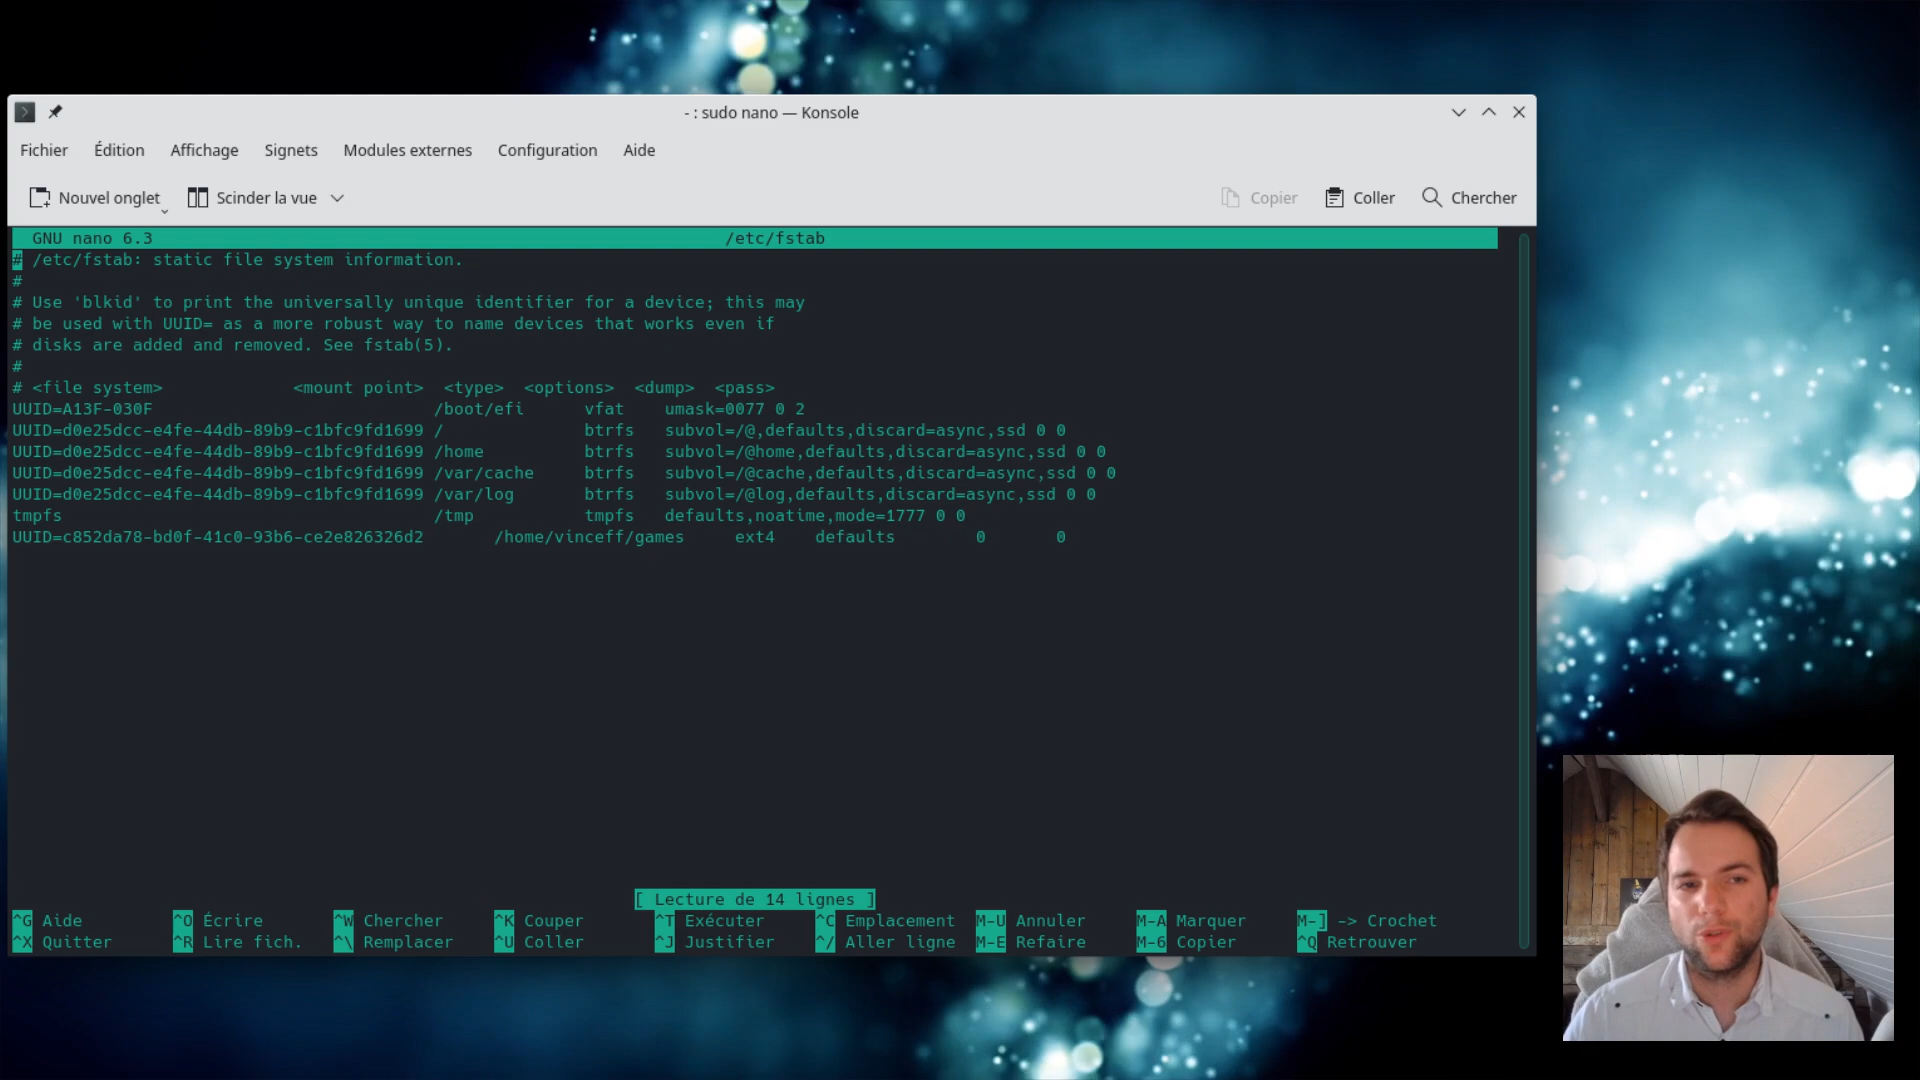 - : sudo nano — Konsole
Fichier Édition Affichage Signets Modules externes Configuration Aide
Nouvel onglet Scinder la vue Copier Coller Chercher
GNU nano 6.3 /etc/fstab
# /etc/fstab: static file system information.
#
# Use 'blkid' to print the universally unique identifier for a device; this may
# be used with UUID= as a more robust way to name devices that works even if
# disks are added and removed. See fstab(5).
#
# <file system> <mount point> <type> <options> <dump> <pass>
UUID=A13F-030F /boot/efi vfat umask=0077 0 2
UUID=d0e25dcc-e4fe-44db-89b9-c1bfc9fd1699 / btrfs subvol=/@,defaults,discard=async,ssd 0 0
UUID=d0e25dcc-e4fe-44db-89b9-c1bfc9fd1699 /home btrfs subvol=/@home,defaults,discard=async,ssd 0 0
UUID=d0e25dcc-e4fe-44db-89b9-c1bfc9fd1699 /var/cache btrfs subvol=/@cache,defaults,discard=async,ssd 0 0
UUID=d0e25dcc-e4fe-44db-89b9-c1bfc9fd1699 /var/log btrfs subvol=/@log,defaults,discard=async,ssd 0 0
tmpfs /tmp tmpfs defaults,noatime,mode=1777 0 0
UUID=c852da78-bd0f-41c0-93b6-ce2e826326d2 /home/vinceff/games ext4 defaults 0 0
[ Lecture de 14 lignes ]
^G Aide ^O Écrire ^W Chercher ^K Couper ^T Exécuter ^C Emplacement M-U Annuler M-A Marquer M-] -> Crochet
^X Quitter ^R Lire fich. ^\ Remplacer ^U Coller ^J Justifier ^/ Aller ligne M-E Refaire M-6 Copier ^Q Retrouver